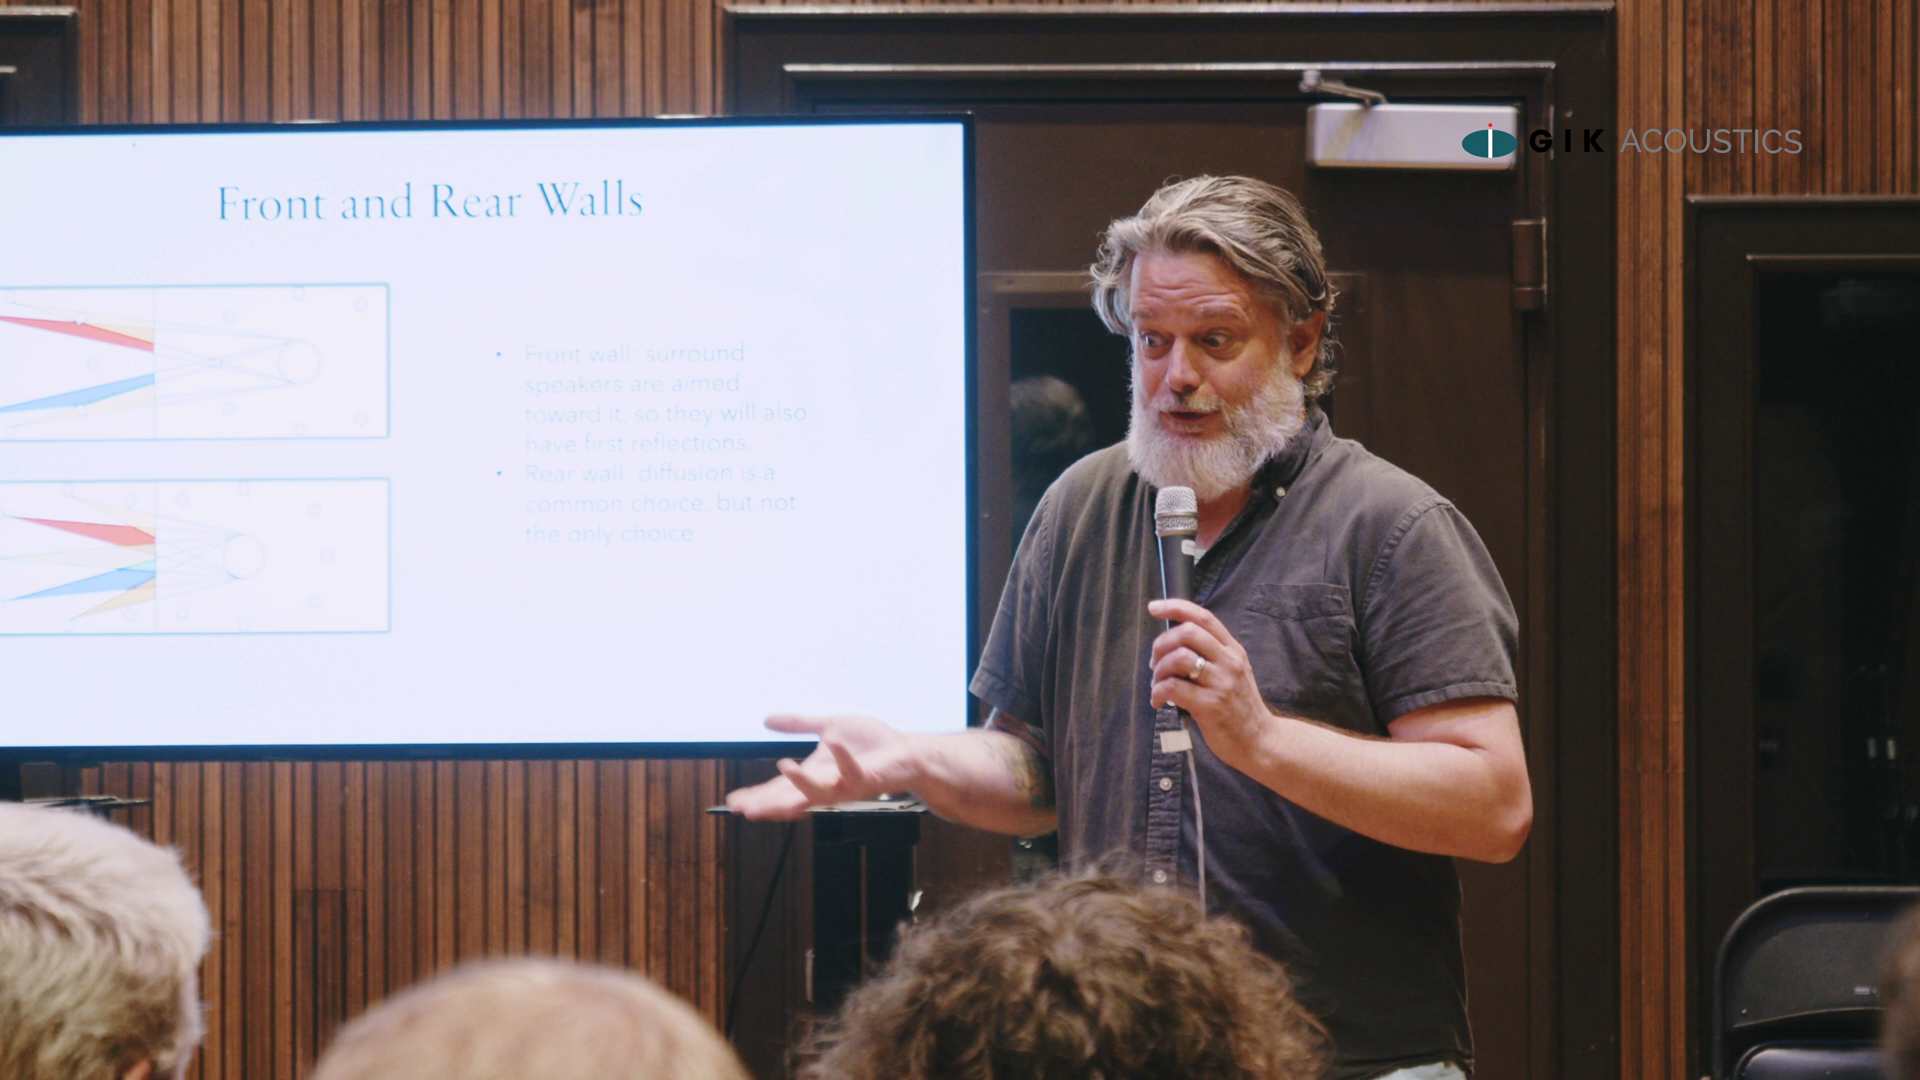 GIK ACOUSTICS
Front and Rear Walls
• Front wall: surround
speakers are aimed
toward it, so they will also
have first reflections.
• Rear wall: diffusion is a
common choice, but not
the only choice